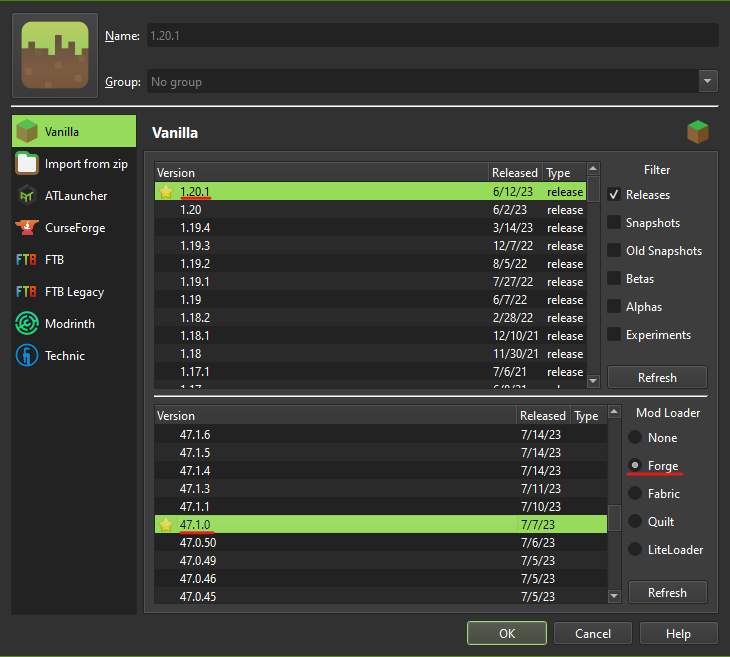 Name: 1.20.1
Group: No group
Vanilla
Import from zip
ATLauncher
CurseForge
FTB
FTB Legacy
Modrinth
Technic
Vanilla
Version Released Type
1.20.1 6/12/23 release
1.20 6/2/23 release
1.19.4 3/14/23 release
1.19.3 12/7/22 release
1.19.2 8/5/22 release
1.19.1 7/27/22 release
1.19 6/7/22 release
1.18.2 2/28/22 release
1.18.1 12/10/21 release
1.18 11/30/21 release
1.17.1 7/6/21 release
Filter
Releases
Snapshots
Old Snapshots
Betas
Alphas
Experiments
Refresh
Version Released Type
47.1.6 7/14/23
47.1.5 7/14/23
47.1.4 7/14/23
47.1.3 7/11/23
47.1.1 7/10/23
47.1.0 7/7/23
47.0.50 7/6/23
47.0.49 7/5/23
47.0.46 7/5/23
47.0.45 7/5/23
Mod Loader
None
Forge
Fabric
Quilt
LiteLoader
Refresh
OK
Cancel
Help